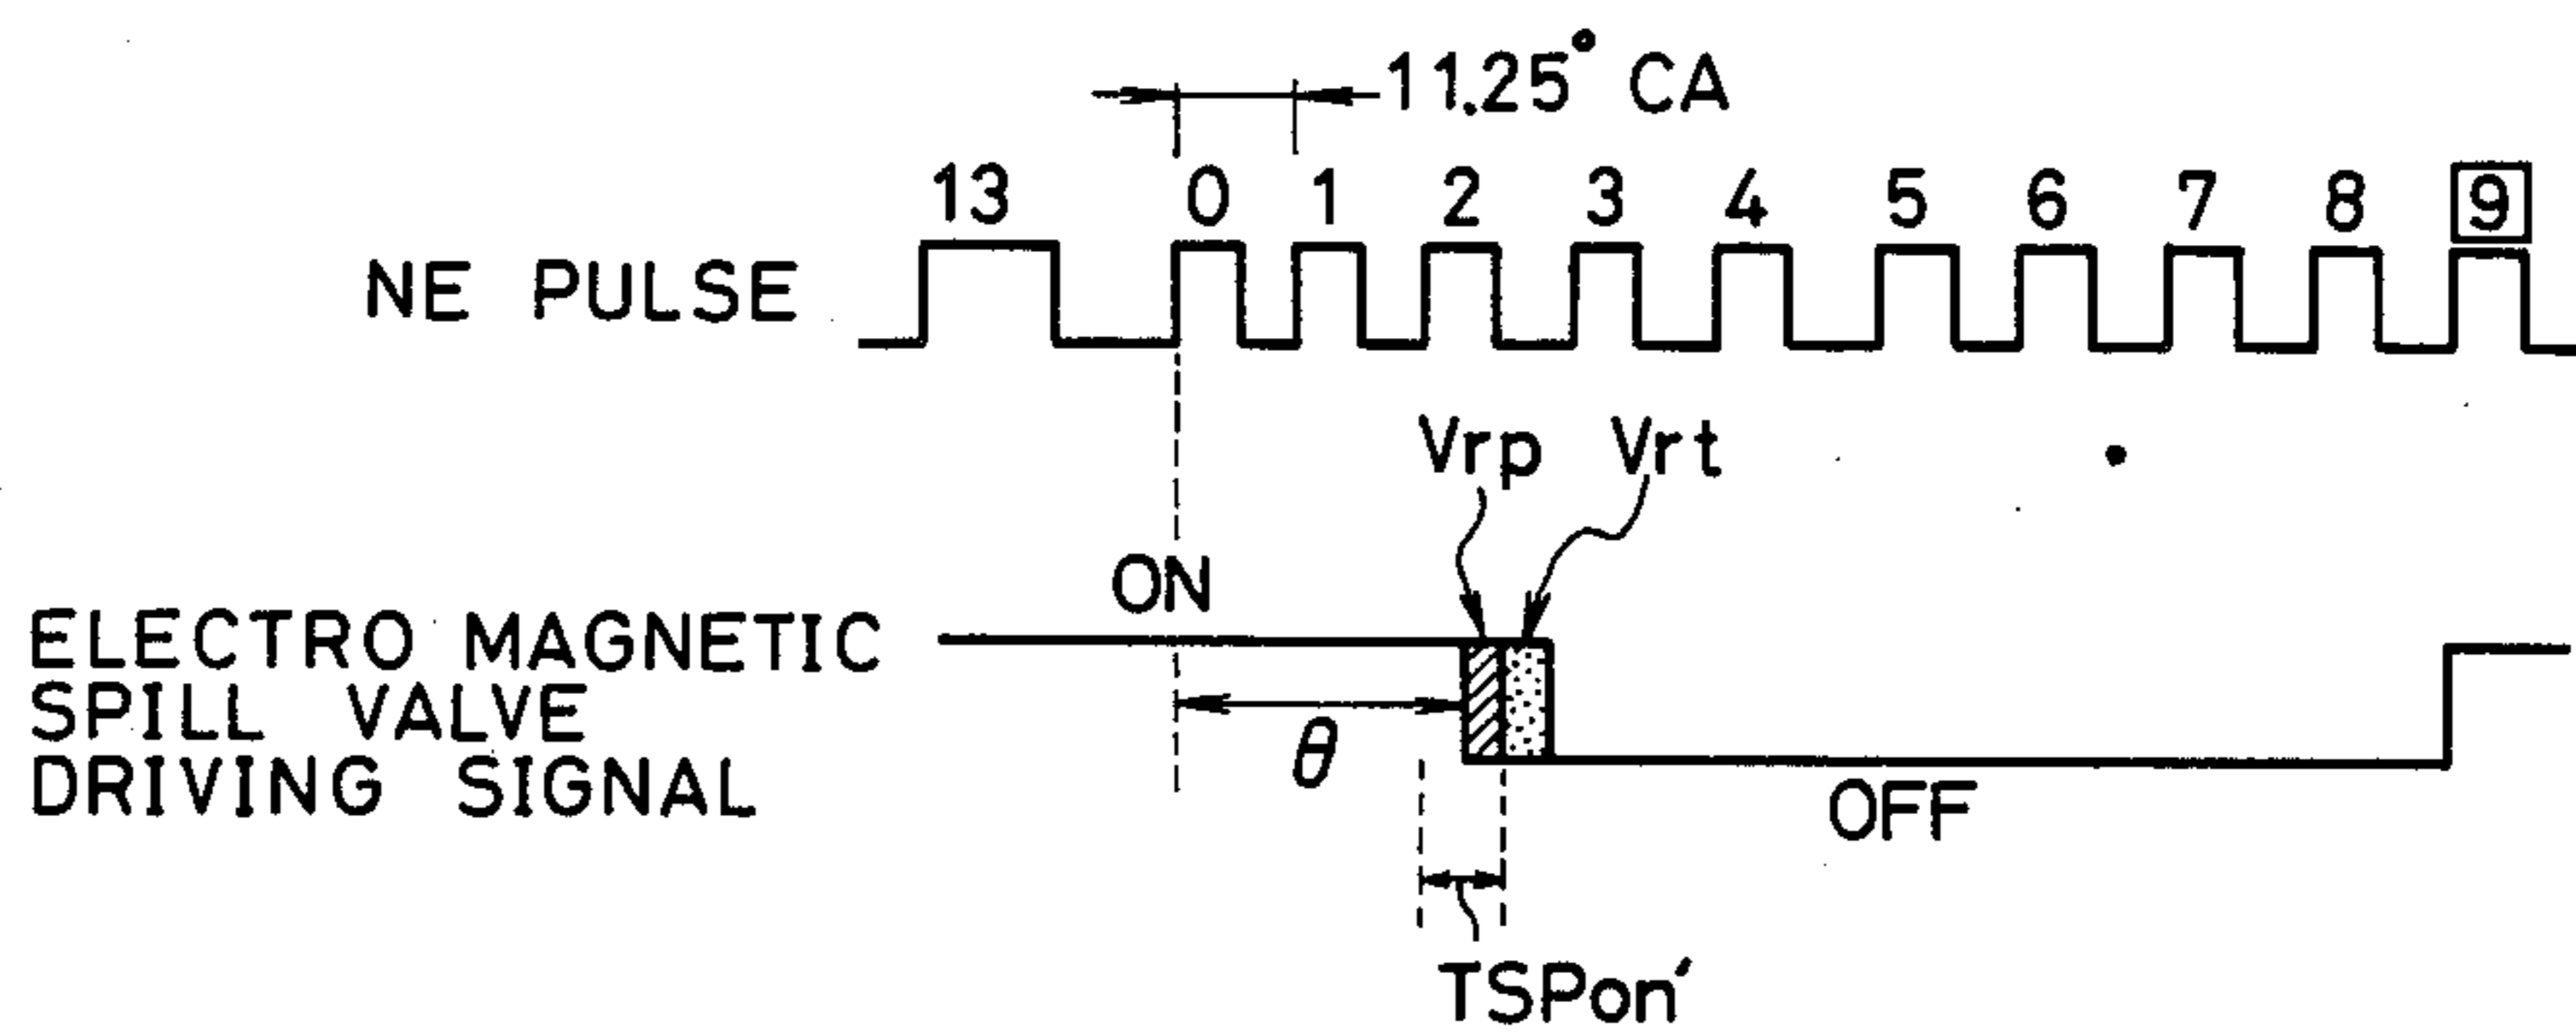 11.25° CA
13 0 1 2 3 4 5 6 7 8 9
NE PULSE
Vrp Vrt
ON
ELECTRO MAGNETIC
SPILL VALVE
DRIVING SIGNAL
θ
OFF
TSPon′